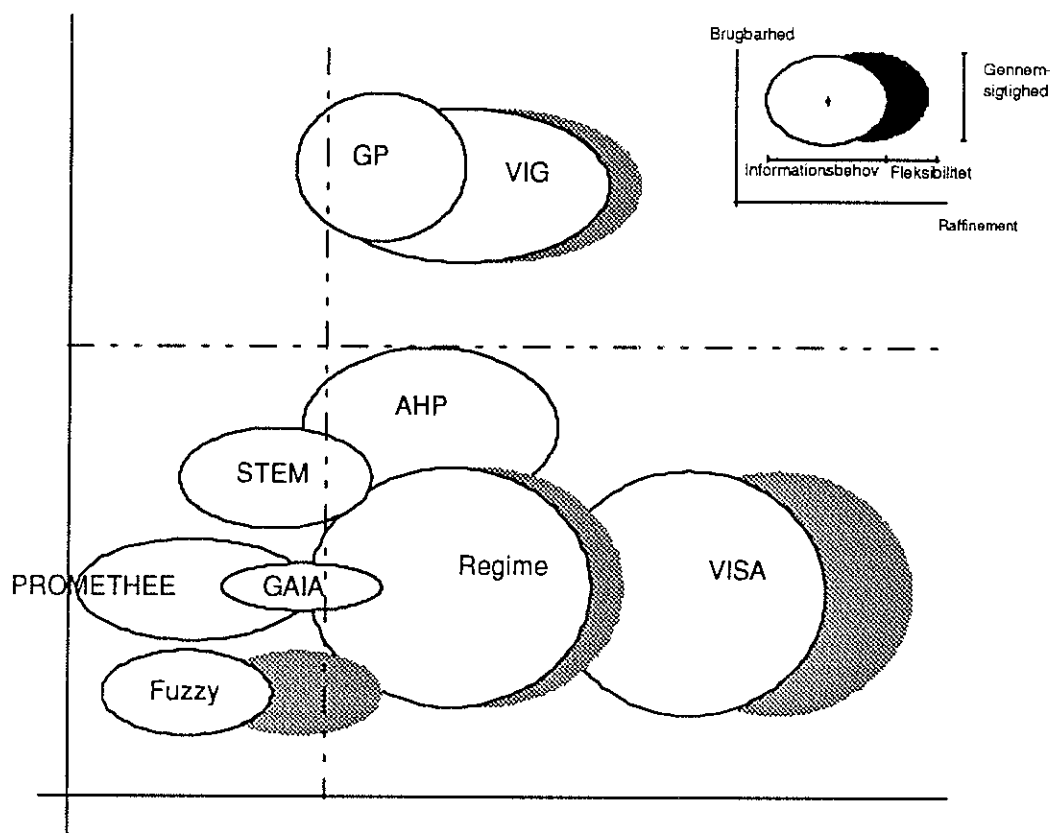 Brugbarhed
Gennem-
sigtighed
Informationsbehov
Fleksibilitet
Raffinement
GP
VIG
AHP
STEM
PROMETHEE
GAIA
Regime
VISA
Fuzzy